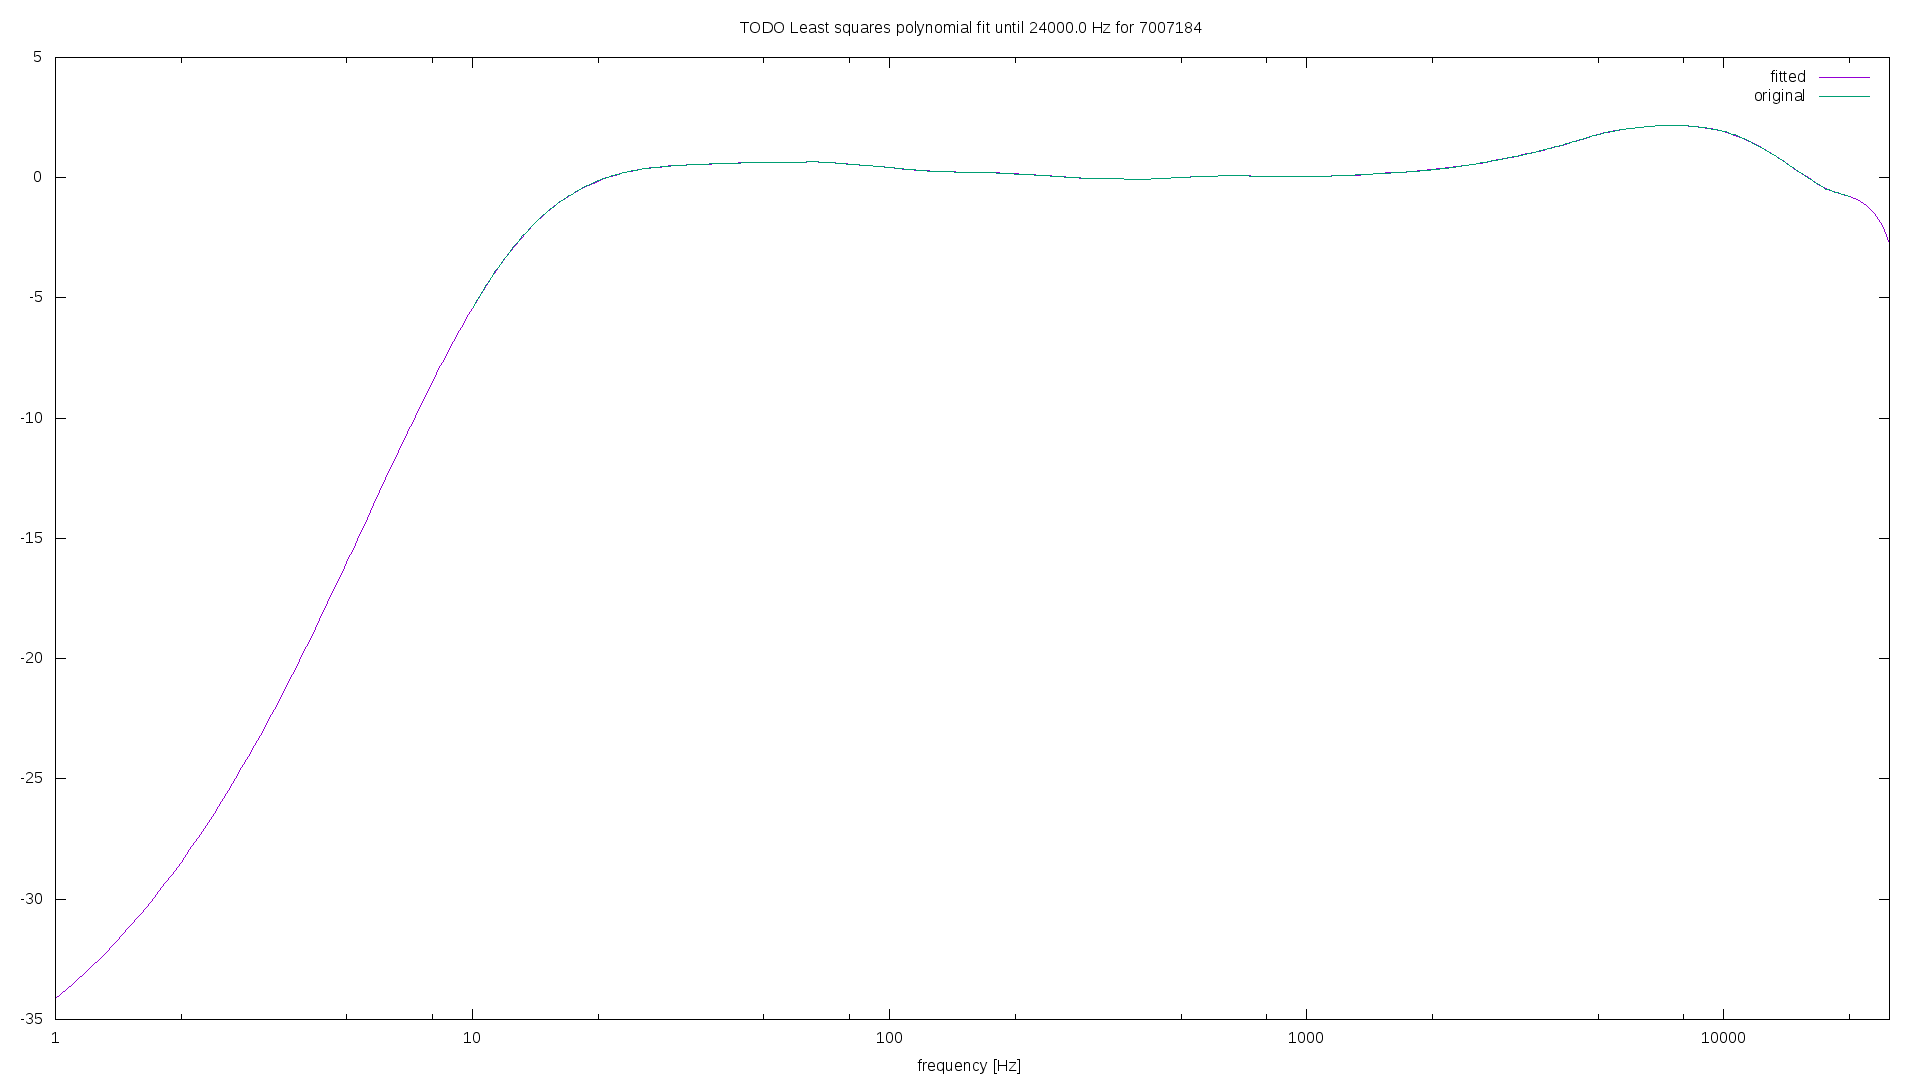 TODO Least squares polynomial fit until 24000.0 Hz for 7007184
fitted
original
5
0
-5
-10
-15
-20
-25
-30
-35
1 10 100 1000 10000
frequency [Hz]